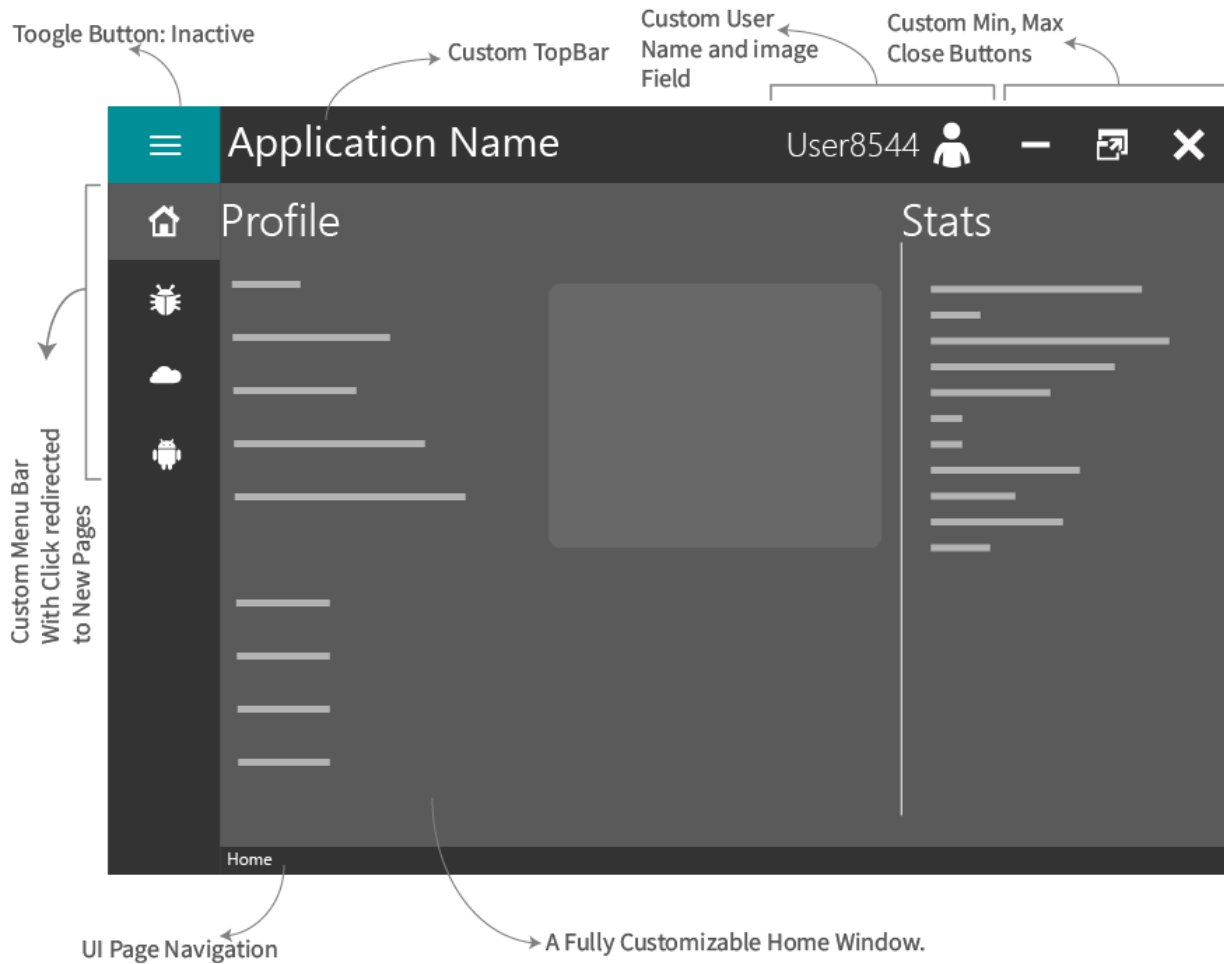 Toogle Button: Inactive
Custom TopBar
Custom User
Name and image
Field
Custom Min, Max
Close Buttons
Application Name
User8544
Profile
Stats
Custom Menu Bar
With Click redirected
to New Pages
Home
UI Page Navigation
A Fully Customizable Home Window.